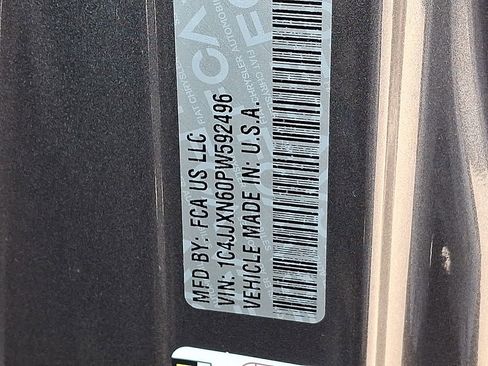 MFD BY: FCA US LLC
VIN: 1C4JJXN60PW592496
VEHICLE MADE IN: U.S.A.